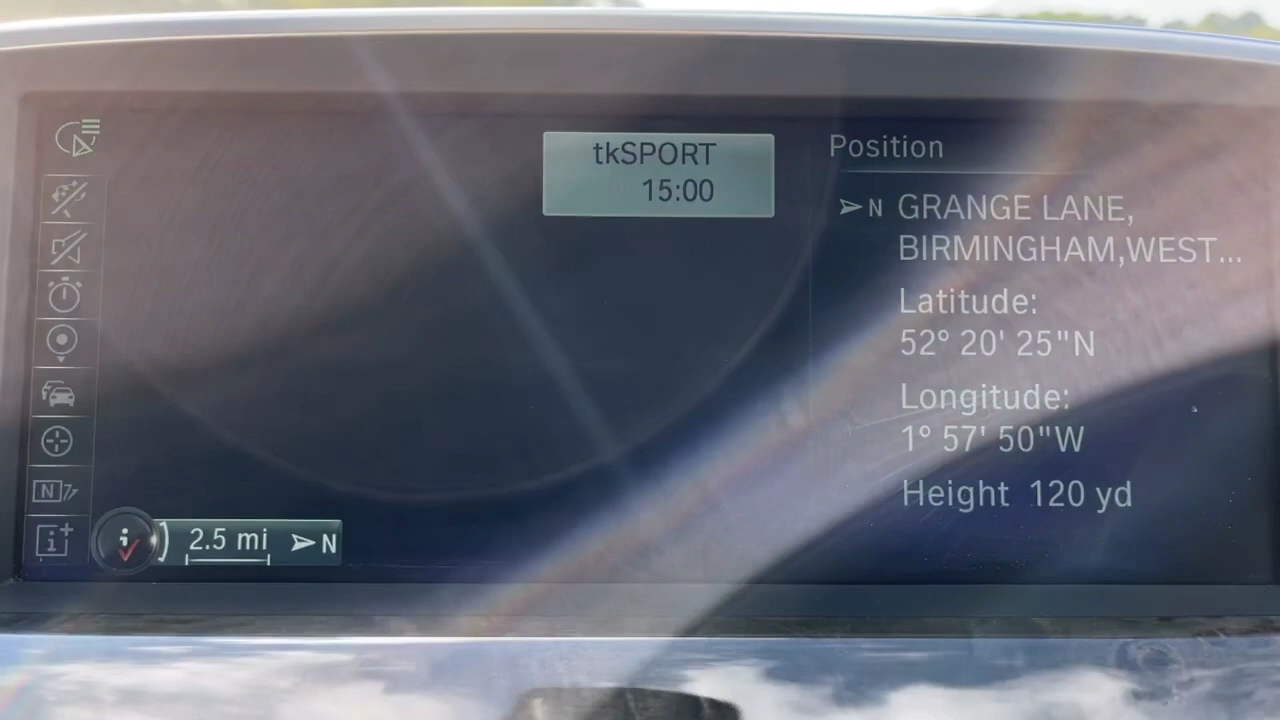 tkSPORT
15:00
Position
N GRANGE LANE,
BIRMINGHAM,WEST...
Latitude:
52° 20' 25"N
Longitude:
1° 57' 50"W
Height 120 yd
N
i
i 2.5 mi N